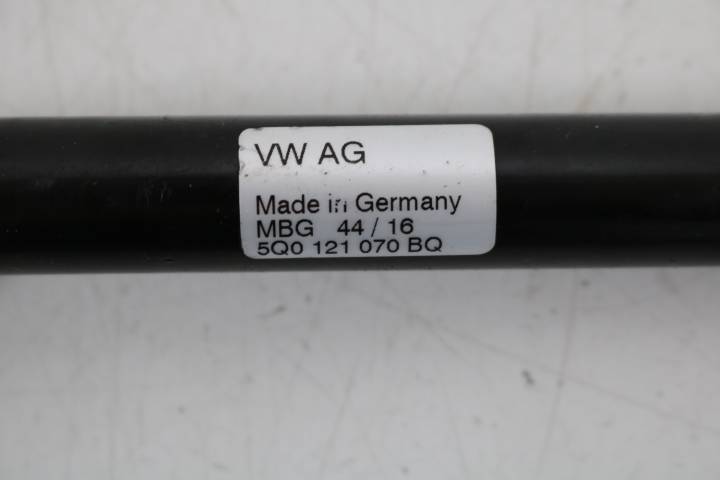 VW AG
Made in Germany
MBG 44 / 16
5Q0 121 070 BQ